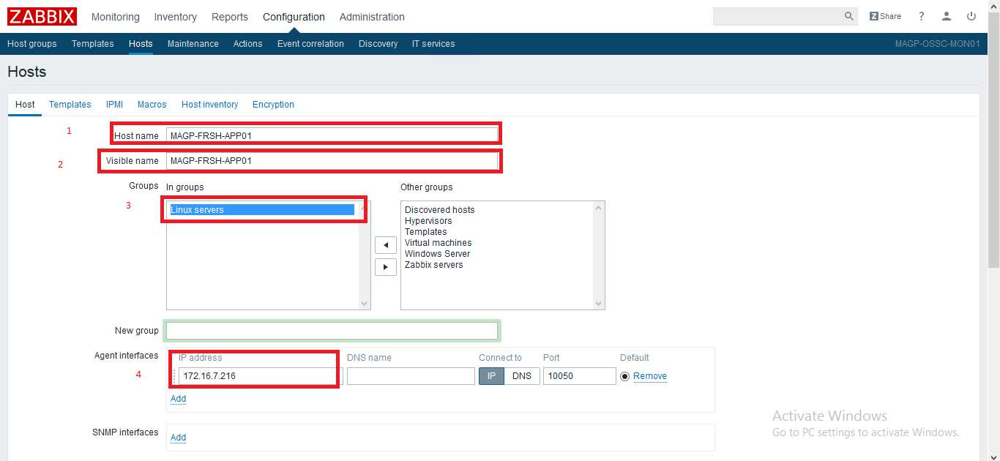 ZABBIX Monitoring Inventory Reports Configuration Administration Z Share ?
Host groups Templates Hosts Maintenance Actions Event correlation Discovery IT services MAGP-OSSC-MON01
Hosts
Host Templates IPMI Macros Host inventory Encryption
1 Host name MAGP-FRSH-APP01
2 Visible name MAGP-FRSH-APP01
Groups In groups Other groups
3 Linux servers Discovered hosts
Hypervisors
Templates
Virtual machines
Windows Server
Zabbix servers
New group
Agent interfaces IP address DNS name Connect to Port Default
4 172.16.7.216 IP DNS 10050 Remove
Add
Activate Windows
SNMP interfaces Add Go to PC settings to activate Windows.